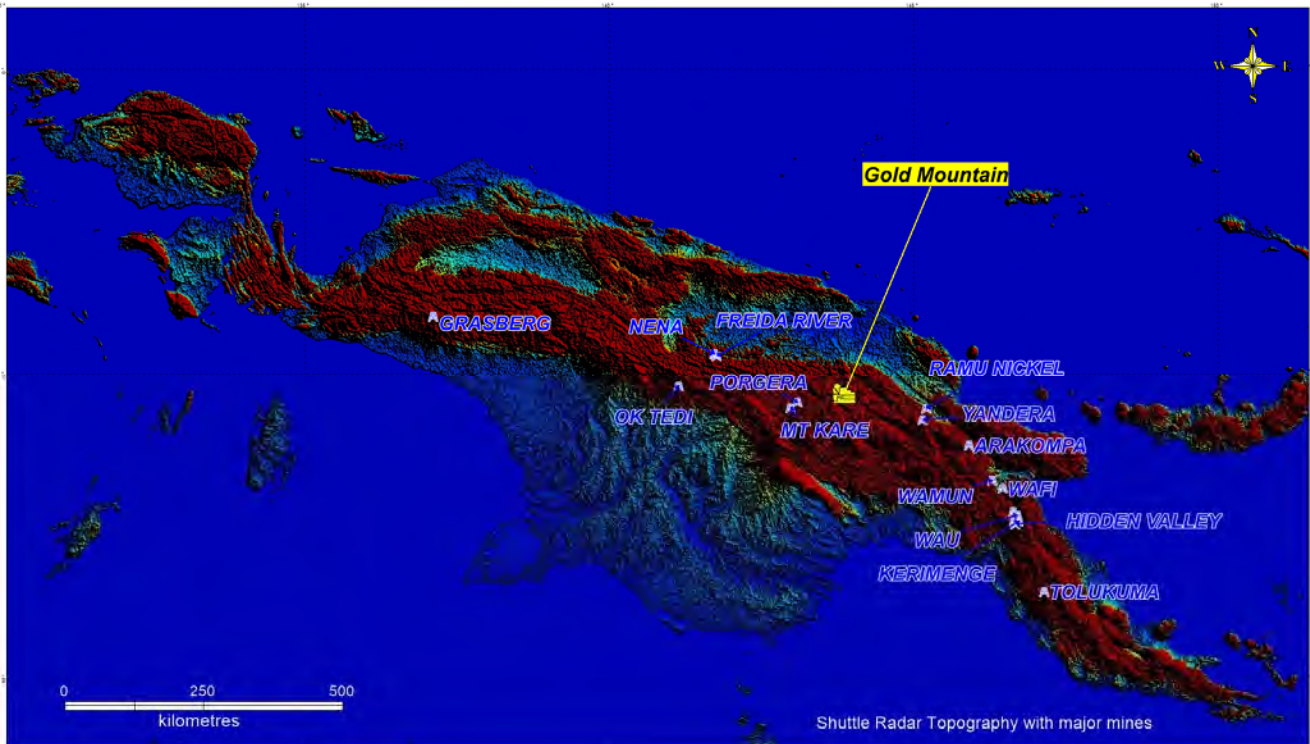 N
W E
S
Gold Mountain
GRASBERG
NENA
FREIDA RIVER
RAMU NICKEL
PORGERA
YANDERA
OK TEDI
MT KARE
ARAKOMPA
WAMUN
WAFI
HIDDEN VALLEY
WAU
KERIMENGE
TOLUKUMA
0 250 500
kilometres
Shuttle Radar Topography with major mines